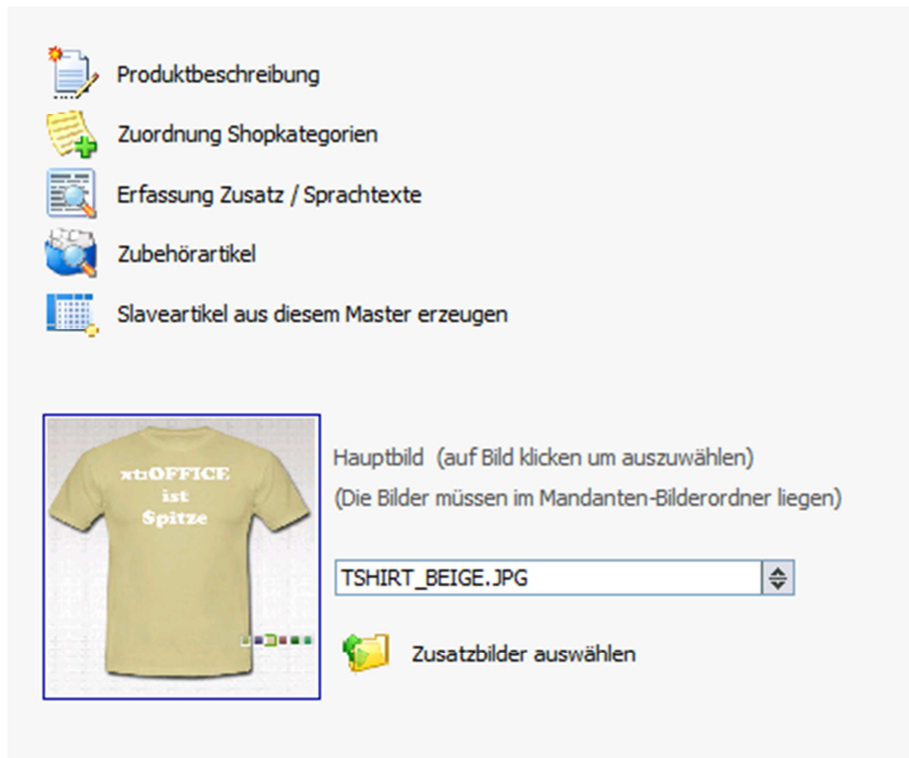 Produktbeschreibung
Zuordnung Shopkategorien
Erfassung Zusatz / Sprachtexte
Zubehörartikel
Slaveartikel aus diesem Master erzeugen
xt:OFFICE
ist
Spitze
Hauptbild (auf Bild klicken um auszuwählen)
(Die Bilder müssen im Mandanten-Bilderordner liegen)
TSHIRT_BEIGE.JPG
Zusatzbilder auswählen